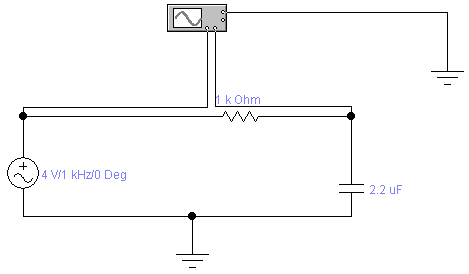 1 k Ohm
4 V/1 kHz/0 Deg
2.2 uF